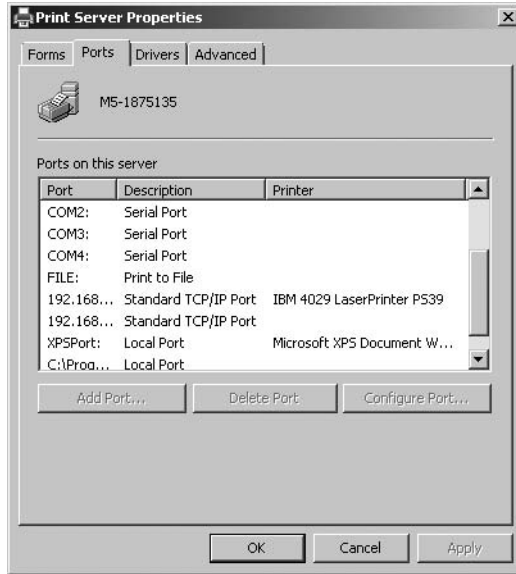 Print Server Properties
Forms Ports Drivers Advanced
M5-1875135
Ports on this server
Port Description Printer
COM2: Serial Port
COM3: Serial Port
COM4: Serial Port
FILE: Print to File
192.168... Standard TCP/IP Port IBM 4029 LaserPrinter PS39
192.168... Standard TCP/IP Port
XPSPort: Local Port Microsoft XPS Document W...
C:\Prog... Local Port
Add Port... Delete Port Configure Port...
OK Cancel Apply